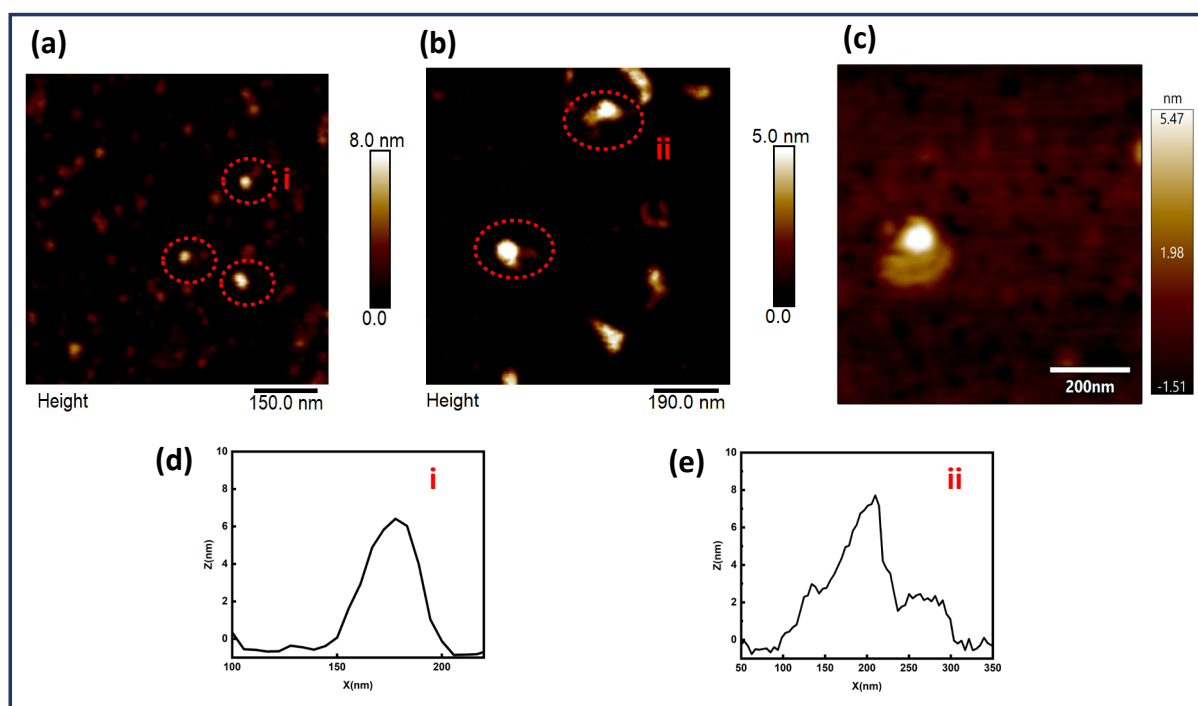 (a)
i
8.0 nm
0.0
Height
150.0 nm
(b)
ii
5.0 nm
0.0
Height
190.0 nm
(c)
200nm
nm
5.47
1.98
-1.51
(d)
i
10
8
6
4
2
0
Z(nm)
100
150
200
X(nm)
(e)
ii
10
8
6
4
2
0
Z(nm)
50
100
150
200
250
300
350
X(nm)